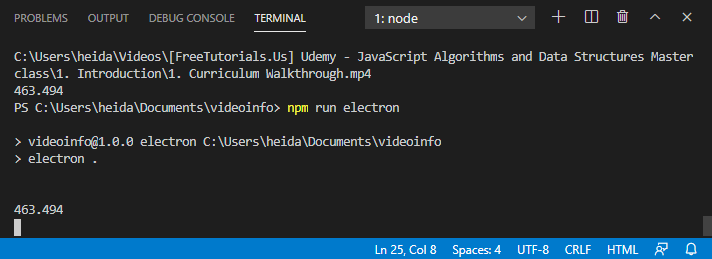 PROBLEMS OUTPUT DEBUG CONSOLE TERMINAL 1: node
C:\Users\heida\Videos\[FreeTutorials.Us] Udemy - JavaScript Algorithms and Data Structures Master
class\1. Introduction\1. Curriculum Walkthrough.mp4
463.494
PS C:\Users\heida\Documents\videoinfo> npm run electron
> videoinfo@1.0.0 electron C:\Users\heida\Documents\videoinfo
> electron .
463.494
Ln 25, Col 8 Spaces: 4 UTF-8 CRLF HTML